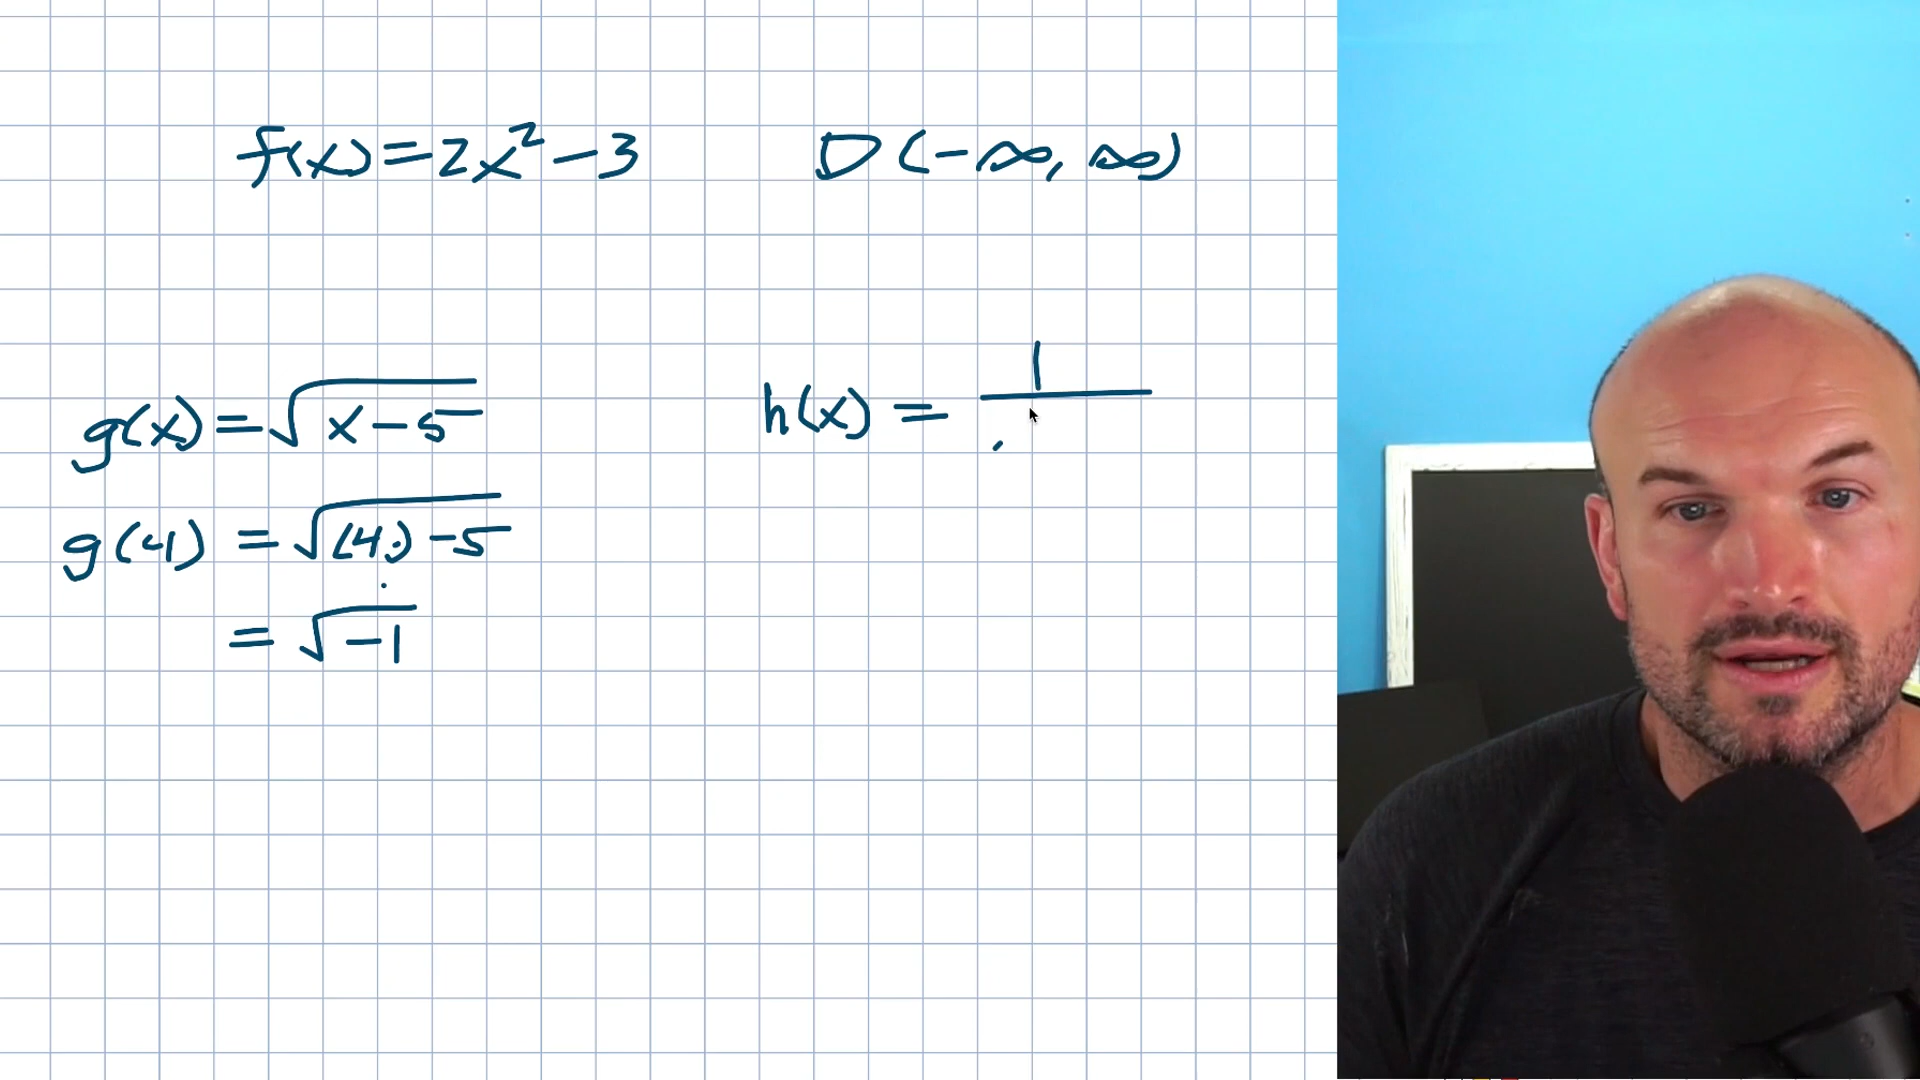 f(x) = 2x² - 3
D (-∞, ∞)
g(x) = √x - 5
h(x) = 1/
g(4) = √(4) - 5
= √-1